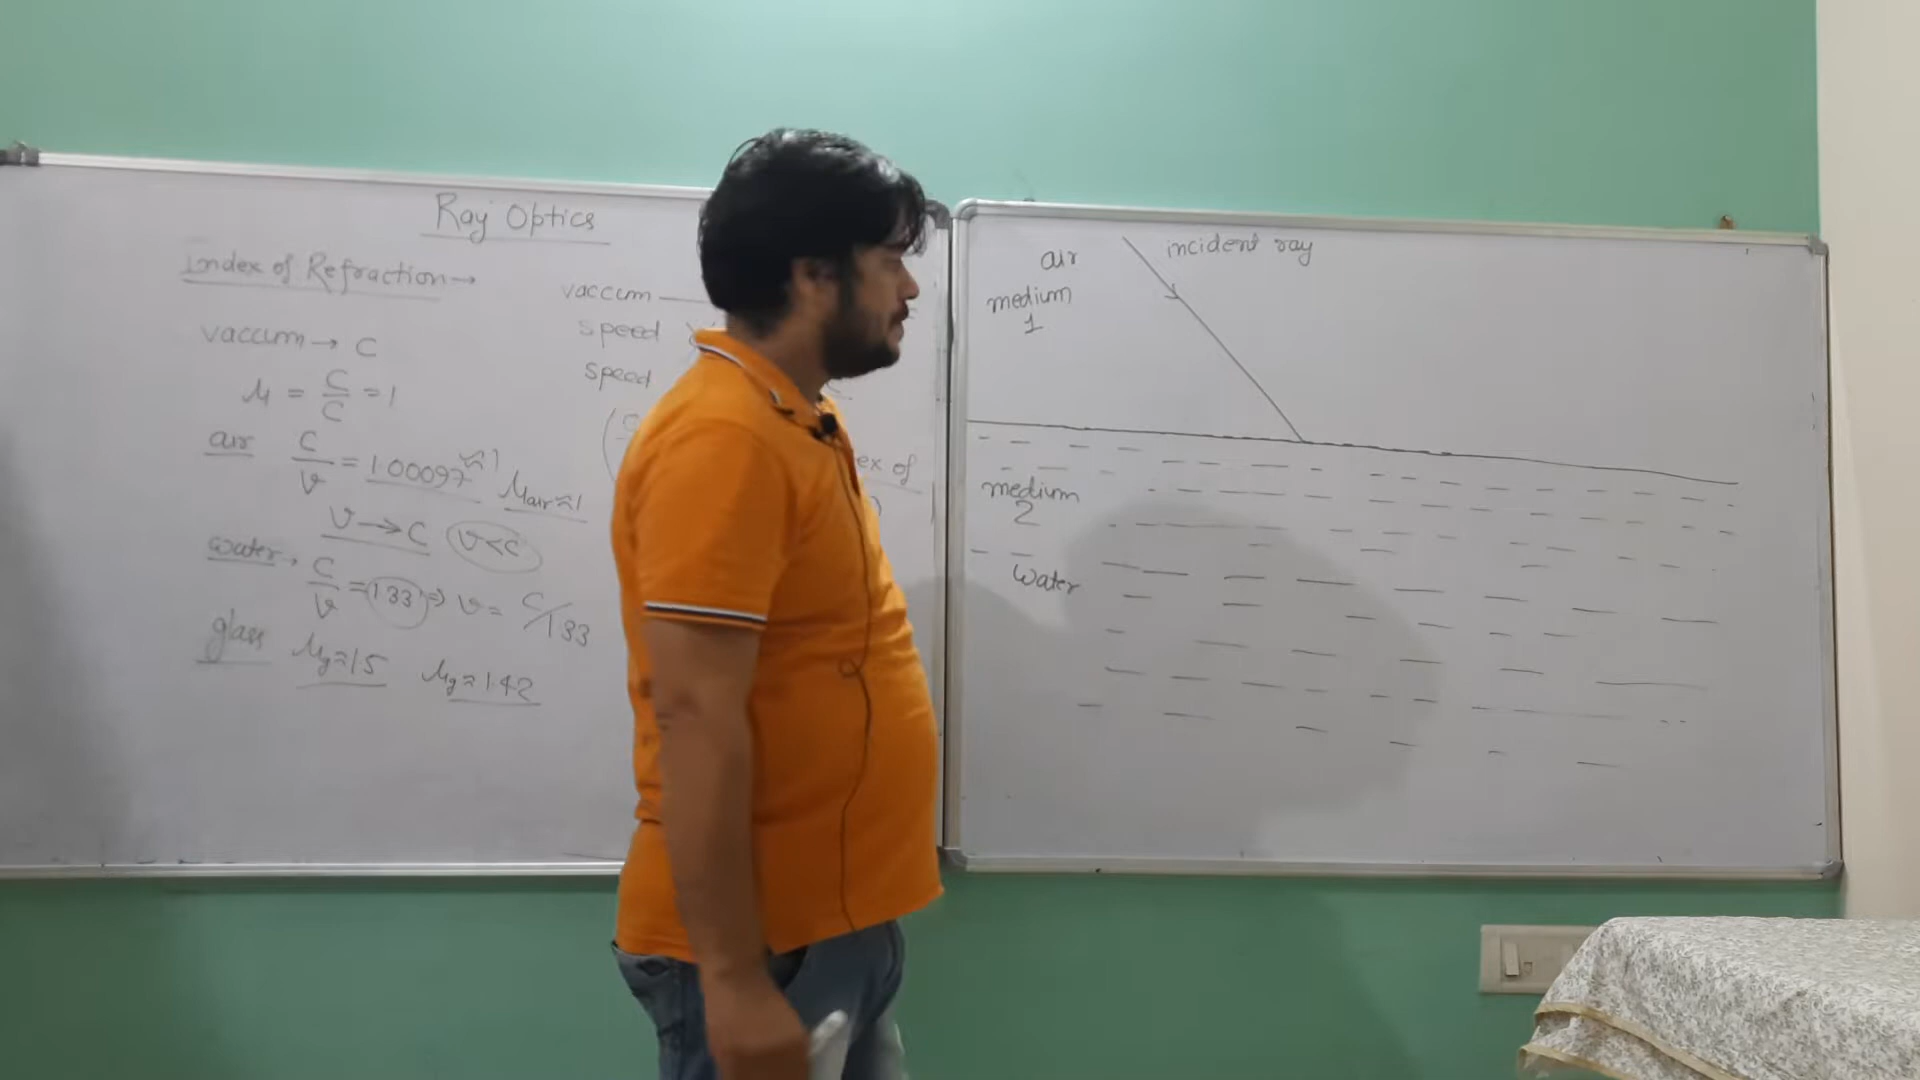 Ray Optics
index of Refraction →
vaccum → C
μ = C/C = 1
air C/v = 1.00097 ≈ 1 μair ≈ 1
v → C v < c
water, C/v = 1.33 ⇒ v = C/1.33
glass μg ≈ 1.5 μg ≈ 1.42
vaccum
speed
speed
ex of
air
incident ray
medium
1
medium
2
water